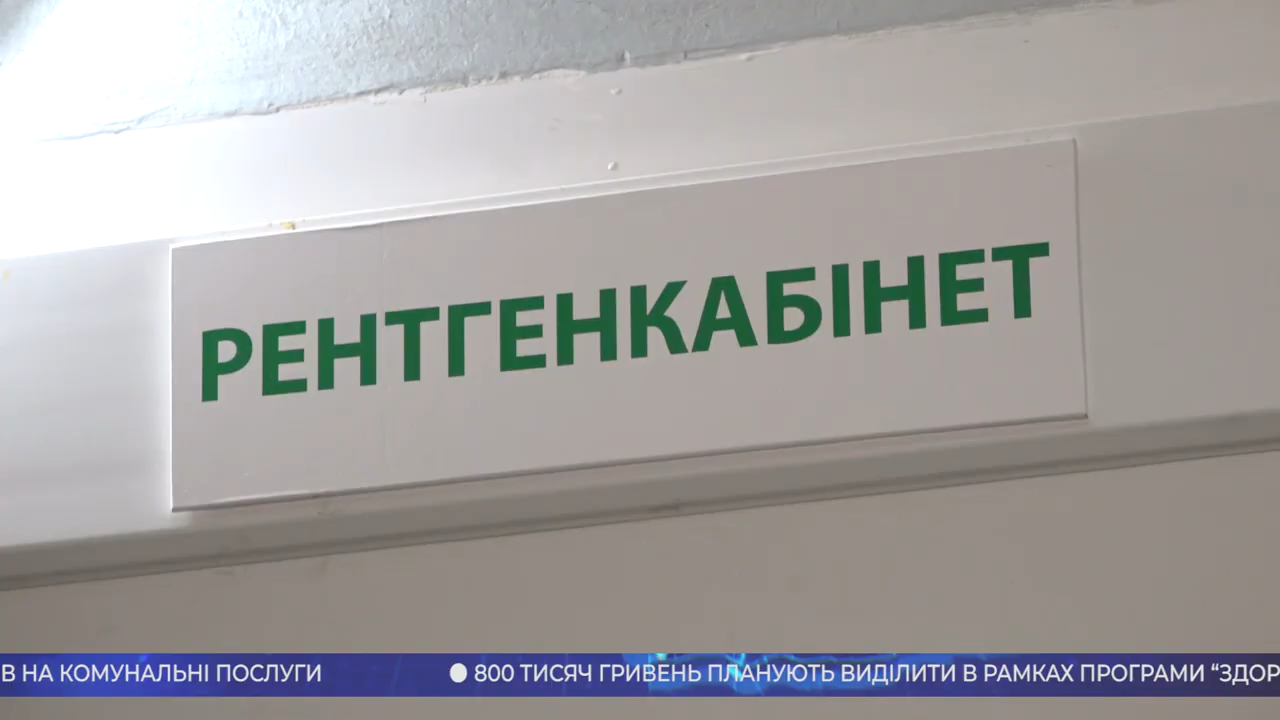 РЕНТГЕНКАБІНЕТ
В НА КОМУНАЛЬНІ ПОСЛУГИ
800 ТИСЯЧ ГРИВЕНЬ ПЛАНУЮТЬ ВИДІЛИТИ В РАМКАХ ПРОГРАМИ “ЗДОР